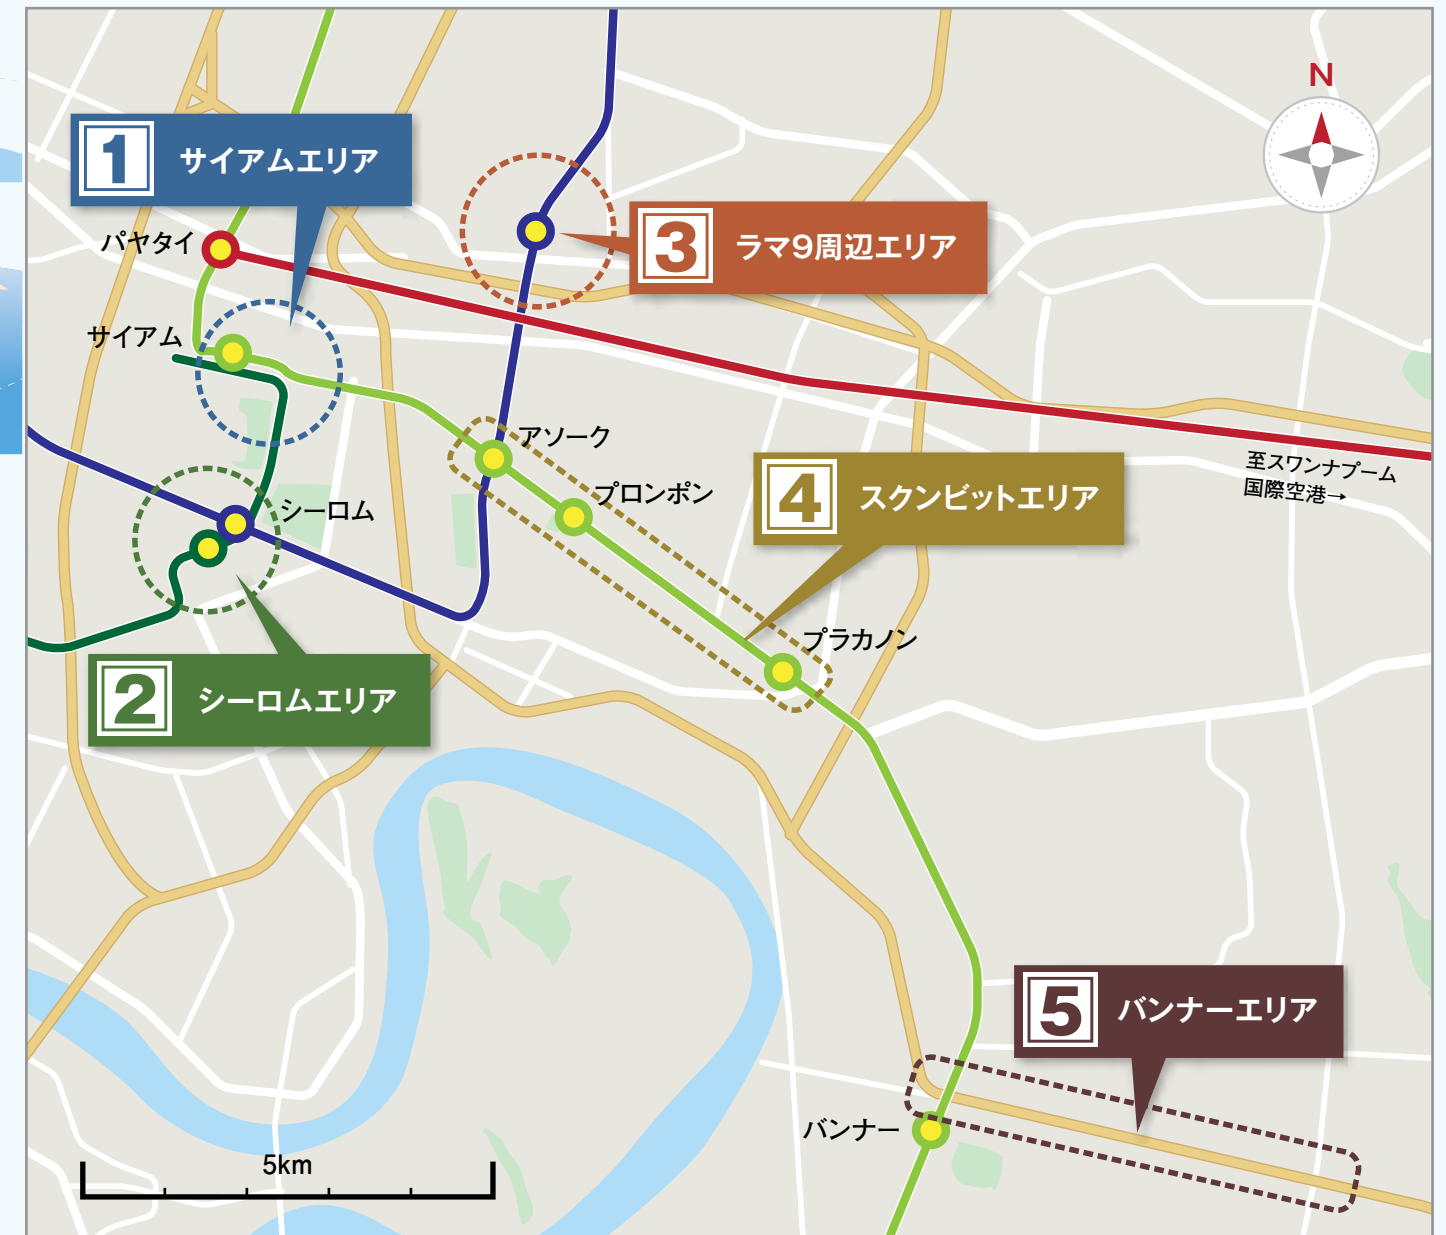 N
1 サイアムエリア
パヤタイ
3 ラマ9周辺エリア
サイアム
アソーク
至スワンナプーム
国際空港→
プロンポン
4 スクンビットエリア
シーロム
プラカノン
2 シーロムエリア
5 バンナーエリア
バンナー
5km